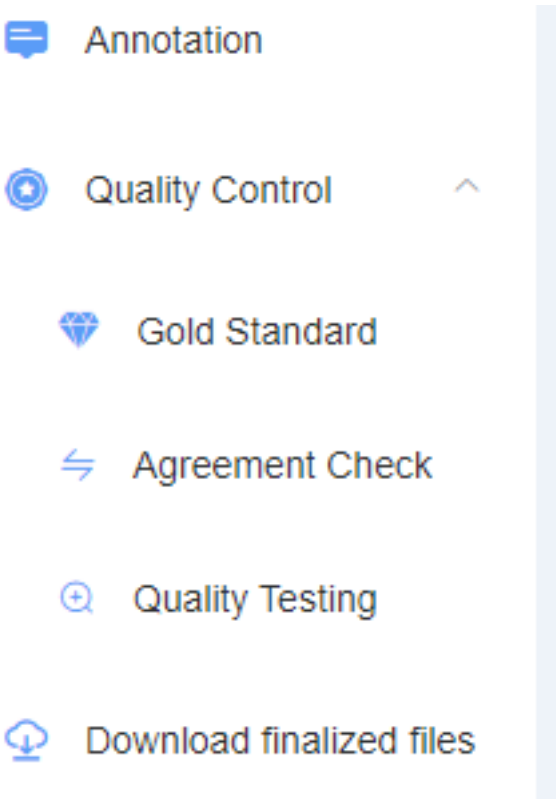 Annotation
Quality Control
Gold Standard
Agreement Check
Quality Testing
Download finalized files